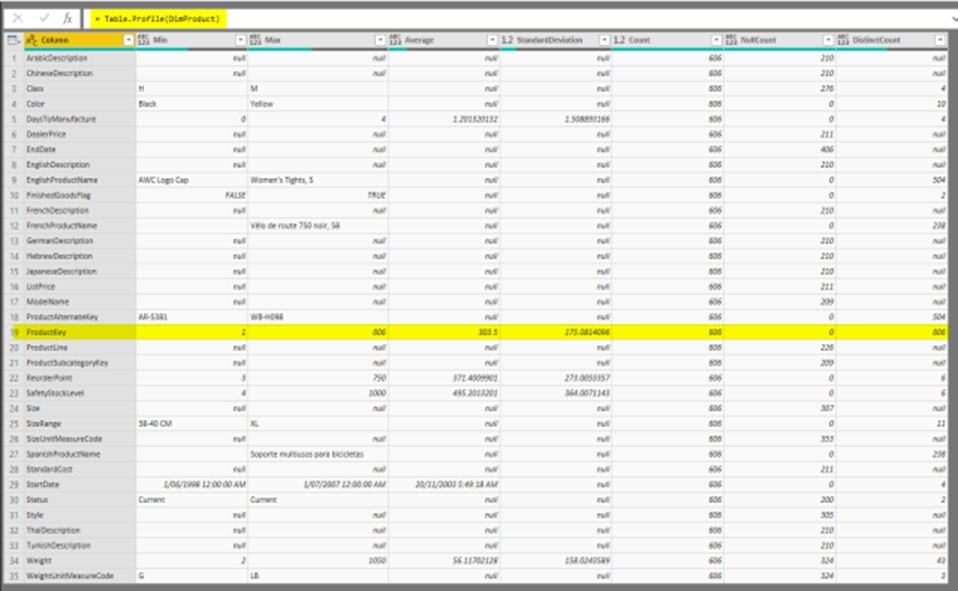 fx = Table.Profile(DimProduct)
Column Min Max Average 1.2 StandardDeviation 1.2 Count NullCount DistinctCount
1 ArabicDescription null null null null 606 210 null
2 ChineseDescription null null null null 606 210 null
3 Class H M null null 606 276 4
4 Color Black Yellow null null 606 0 10
5 DaysToManufacture 0 4 1.201320132 1.508893166 606 0 4
6 DealerPrice null null null null 606 211 null
7 EndDate null null null null 606 406 null
8 EnglishDescription null null null null 606 210 null
9 EnglishProductName AWC Logo Cap Women's Tights, S null null 606 0 504
10 FinishedGoodsFlag FALSE TRUE null null 606 0 2
11 FrenchDescription null null null null 606 210 null
12 FrenchProductName Vélo de route 750 noir, 58 null null 606 0 238
13 GermanDescription null null null null 606 210 null
14 HebrewDescription null null null null 606 210 null
15 JapaneseDescription null null null null 606 210 null
16 ListPrice null null null null 606 211 null
17 ModelName null null null null 606 209 null
18 ProductAlternateKey AR-5381 WB-H098 null null 606 0 504
19 ProductKey 1 606 303.5 175.0814096 606 0 606
20 ProductLine null null null null 606 226 null
21 ProductSubcategoryKey null null null null 606 209 null
22 ReorderPoint 3 750 371.4009901 273.0053357 606 0 6
23 SafetyStockLevel 4 1000 495.2013201 364.0071143 606 0 6
24 Size null null null null 606 307 null
25 SizeRange 38-40 CM XL null null 606 0 11
26 SizeUnitMeasureCode null null null null 606 353 null
27 SpanishProductName Soporte multiusos para bicicletas null null 606 0 238
28 StandardCost null null null null 606 211 null
29 StartDate 1/06/1998 12:00:00 AM 1/07/2007 12:00:00 AM 20/11/2003 5:49:18 AM null 606 0 4
30 Status Current Current null null 606 200 2
31 Style null null null null 606 305 null
32 ThaiDescription null null null null 606 210 null
33 TurkishDescription null null null null 606 210 null
34 Weight 2 1050 56.11702128 158.0243589 606 324 43
35 WeightUnitMeasureCode G LB null null 606 324 3